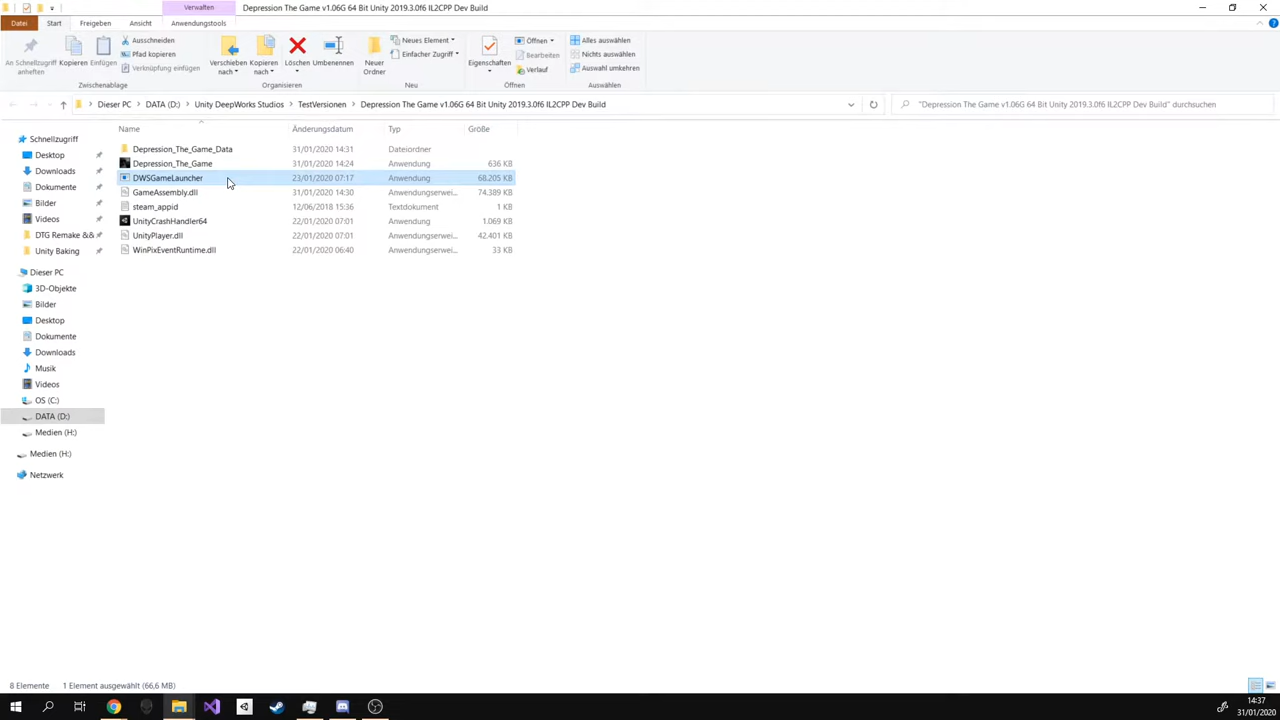 Verwalten
Depression The Game v1.06G 64 Bit Unity 2019.3.0f6 IL2CPP Dev Build
Datei
Start
Freigeben
Ansicht
Anwendungstools
An Schnellzugriff
anheften
Kopieren
Einfügen
Ausschneiden
Pfad kopieren
Verknüpfung einfügen
Zwischenablage
Verschieben
nach
Kopieren
nach
Löschen
Umbenennen
Organisieren
Neuer
Ordner
Neues Element
Einfacher Zugriff
Neu
Eigenschaften
Öffnen
Bearbeiten
Verlauf
Öffnen
Alles auswählen
Nichts auswählen
Auswahl umkehren
Auswählen
Dieser PC
DATA (D:)
Unity DeepWorks Studios
TestVersionen
Depression The Game v1.06G 64 Bit Unity 2019.3.0f6 IL2CPP Dev Build
"Depression The Game v1.06G 64 Bit Unity 2019.3.0f6 IL2CPP Dev Build" durchsuchen
Name Änderungsdatum Typ Größe
Depression_The_Game_Data 31/01/2020 14:31 Dateiordner
Depression_The_Game 31/01/2020 14:24 Anwendung 636 KB
DWSGameLauncher 23/01/2020 07:17 Anwendung 68.205 KB
GameAssembly.dll 31/01/2020 14:30 Anwendungserwei... 74.389 KB
steam_appid 12/06/2018 15:36 Textdokument 1 KB
UnityCrashHandler64 22/01/2020 07:01 Anwendung 1.069 KB
UnityPlayer.dll 22/01/2020 07:01 Anwendungserwei... 42.401 KB
WinPixEventRuntime.dll 22/01/2020 06:40 Anwendungserwei... 33 KB
Schnellzugriff
Desktop
Downloads
Dokumente
Bilder
Videos
DTG Remake &&
Unity Baking
Dieser PC
3D-Objekte
Bilder
Desktop
Dokumente
Downloads
Musik
Videos
OS (C:)
DATA (D:)
Medien (H:)
Medien (H:)
Netzwerk
8 Elemente 1 Element ausgewählt (66,6 MB)
14:37
31/01/2020